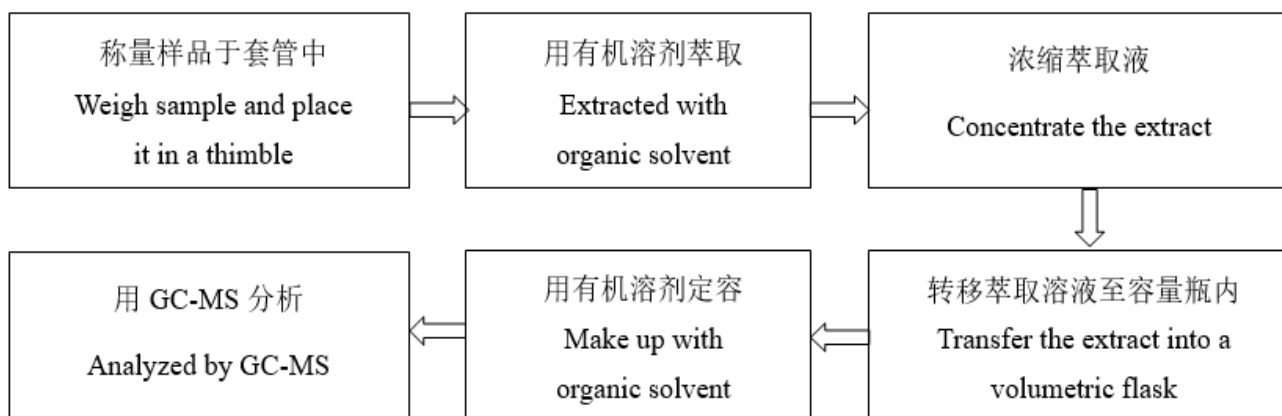 称量样品于套管中
Weigh sample and place
it in a thimble
用有机溶剂萃取
Extracted with
organic solvent
浓缩萃取液
Concentrate the extract
转移萃取溶液至容量瓶内
Transfer the extract into a
volumetric flask
用有机溶剂定容
Make up with
organic solvent
用 GC-MS 分析
Analyzed by GC-MS